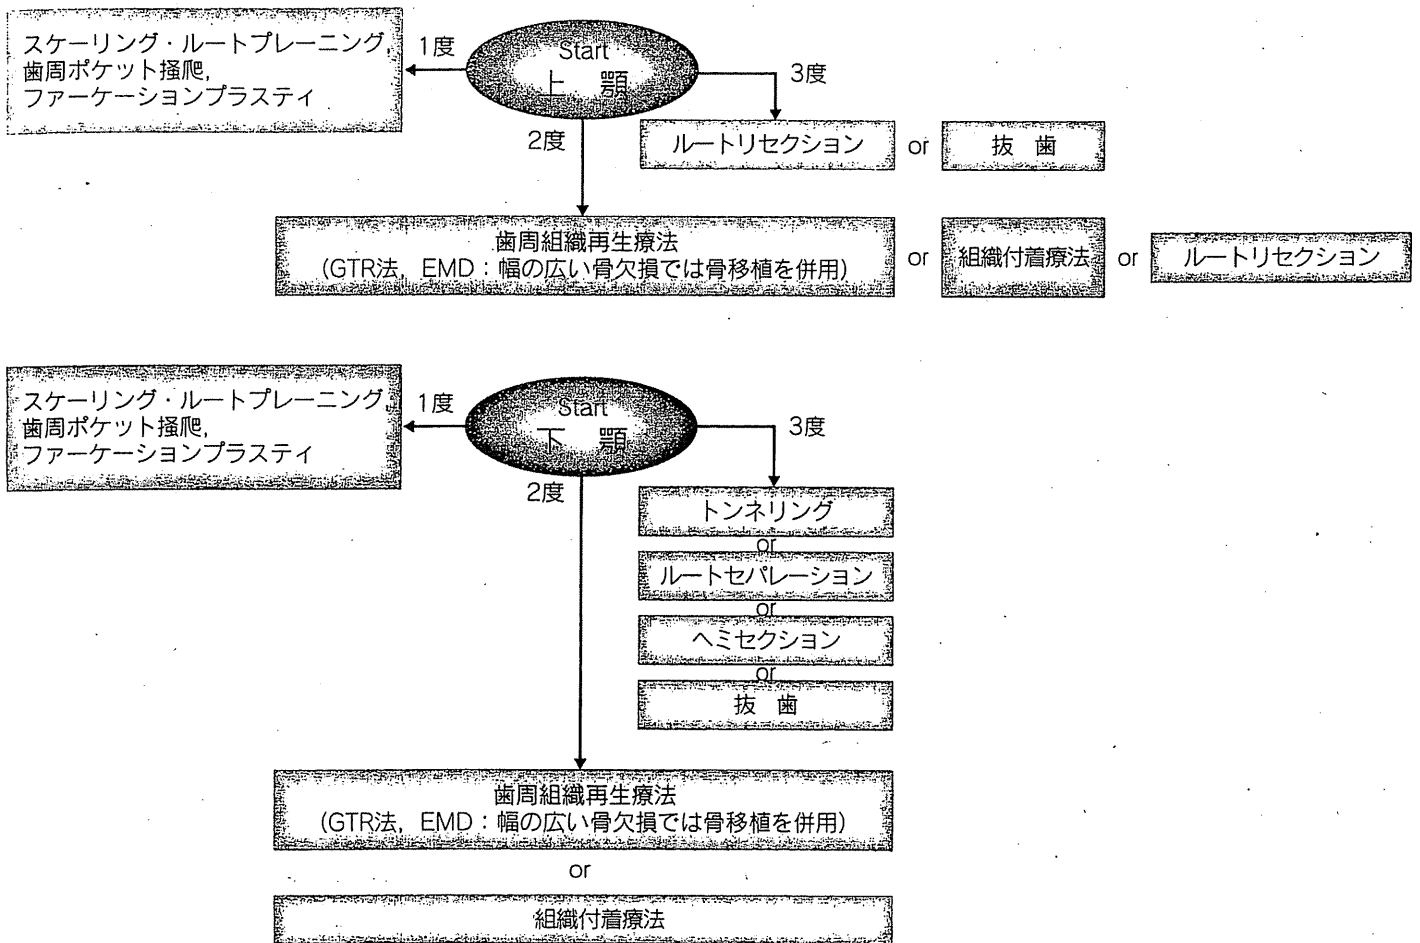 スケーリング・ルートプレーニング,
歯周ポケット掻爬,
ファーケーションプラスティ
1度
Start
上 顎
3度
2度
ルートリセクション
or
抜 歯
歯周組織再生療法
(GTR法, EMD:幅の広い骨欠損では骨移植を併用)
or
組織付着療法
or
ルートリセクション
スケーリング・ルートプレーニング,
歯周ポケット掻爬,
ファーケーションプラスティ
1度
Start
下 顎
3度
2度
トンネリング
or
ルートセパレーション
or
ヘミセクション
or
抜 歯
歯周組織再生療法
(GTR法, EMD:幅の広い骨欠損では骨移植を併用)
or
組織付着療法